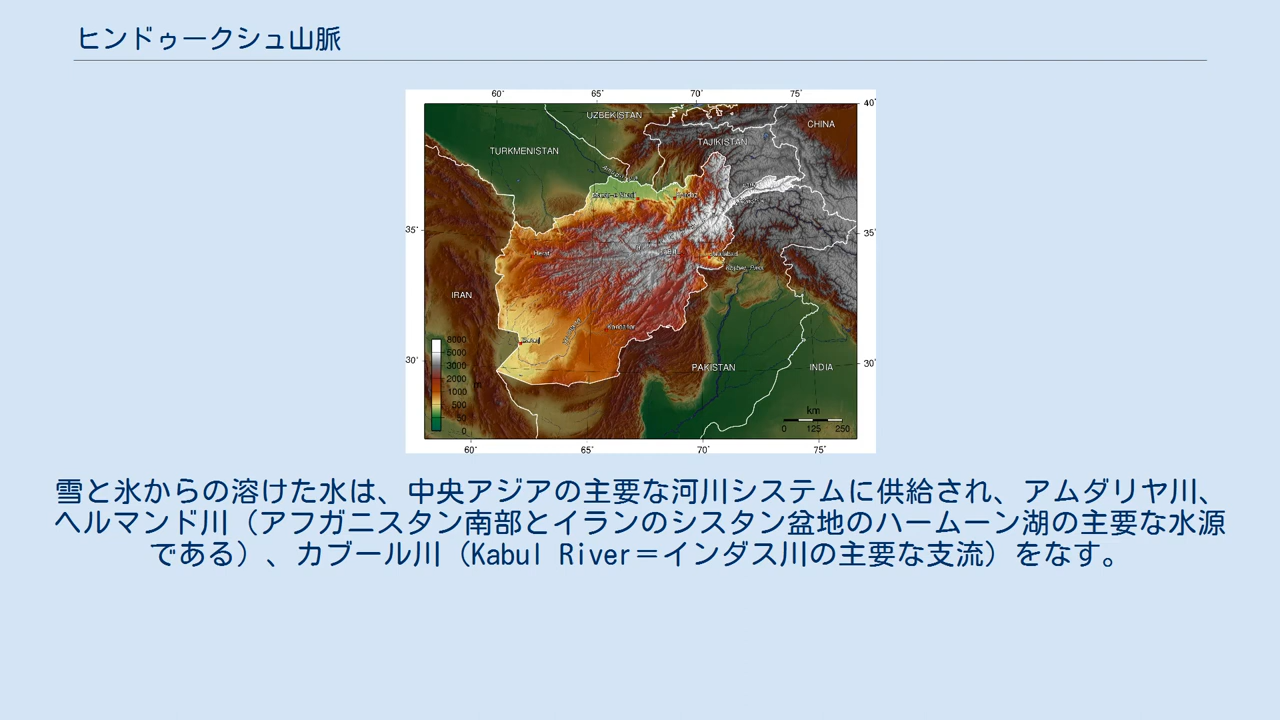 ヒンドゥークシュ山脈
60° 65° 70° 75°
40°
UZBEKISTAN
CHINA
TAJIKISTAN
TURKMENISTAN
35° 35°
Herat
IRAN
Kandahar
8000
5000
3000
2000
1000
500
50
0
30° 30°
PAKISTAN
INDIA
km
0 125 250
60° 65° 70° 75°
雪と氷からの溶けた水は、中央アジアの主要な河川システムに供給され、アムダリヤ川、
ヘルマンド川（アフガニスタン南部とイランのシスタン盆地のハームーン湖の主要な水源
である）、カブール川（Kabul River＝インダス川の主要な支流）をなす。